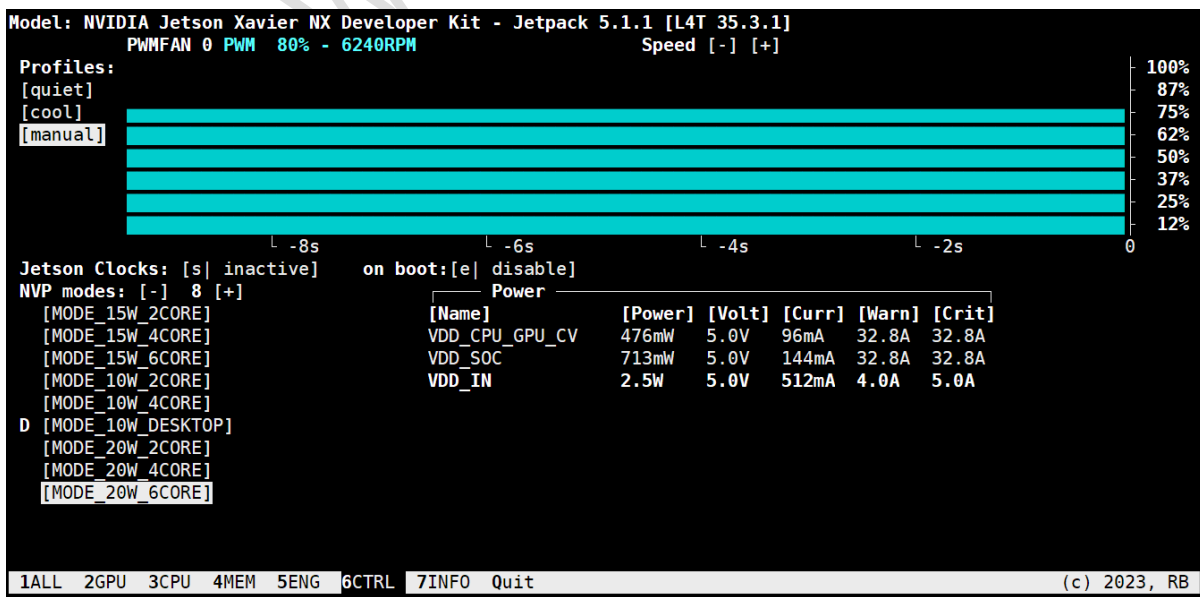 Model: NVIDIA Jetson Xavier NX Developer Kit - Jetpack 5.1.1 [L4T 35.3.1]
PWMFAN 0 PWM 80% - 6240RPM Speed [-] [+]
Profiles: 100%
[quiet] 87%
[cool] 75%
[manual] 62%
50%
37%
25%
12%
-8s -6s -4s -2s 0
Jetson Clocks: [s| inactive] on boot:[e| disable]
NVP modes: [-] 8 [+] Power
[MODE_15W_2CORE] [Name] [Power] [Volt] [Curr] [Warn] [Crit]
[MODE_15W_4CORE] VDD_CPU_GPU_CV 476mW 5.0V 96mA 32.8A 32.8A
[MODE_15W_6CORE] VDD_SOC 713mW 5.0V 144mA 32.8A 32.8A
[MODE_10W_2CORE] VDD_IN 2.5W 5.0V 512mA 4.0A 5.0A
[MODE_10W_4CORE]
D [MODE_10W_DESKTOP]
[MODE_20W_2CORE]
[MODE_20W_4CORE]
[MODE_20W_6CORE]
1ALL 2GPU 3CPU 4MEM 5ENG 6CTRL 7INFO Quit (c) 2023, RB